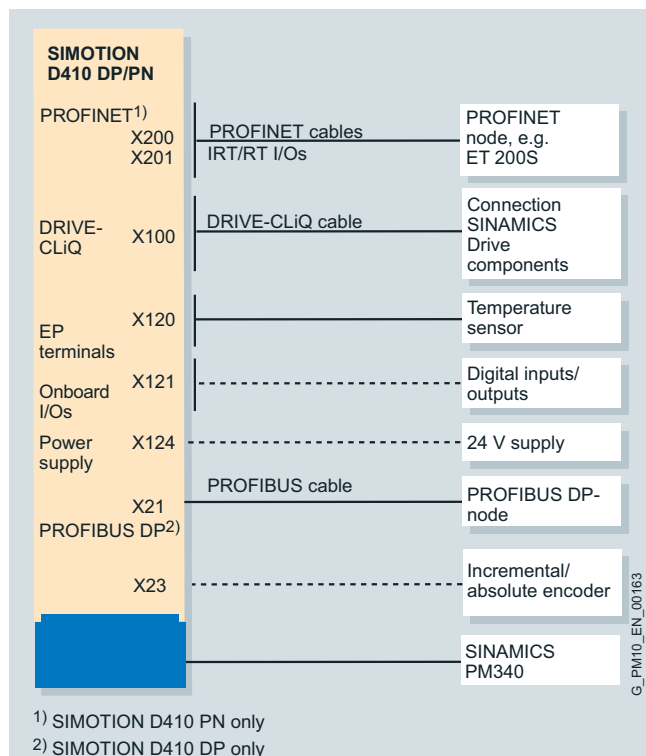 SIMOTION
D410 DP/PN
PROFINET1)
X200
X201
PROFINET cables
IRT/RT I/Os
PROFINET
node, e.g.
ET 200S
DRIVE-
CLiQ
X100
DRIVE-CLiQ cable
Connection
SINAMICS
Drive
components
EP
terminals
X120
Temperature
sensor
Onboard
I/Os
X121
Digital inputs/
outputs
Power
supply
X124
24 V supply
X21
PROFIBUS DP2)
PROFIBUS cable
PROFIBUS DP-
node
X23
Incremental/
absolute encoder
SINAMICS
PM340
G_PM10_EN_00163
1) SIMOTION D410 PN only
2) SIMOTION D410 DP only